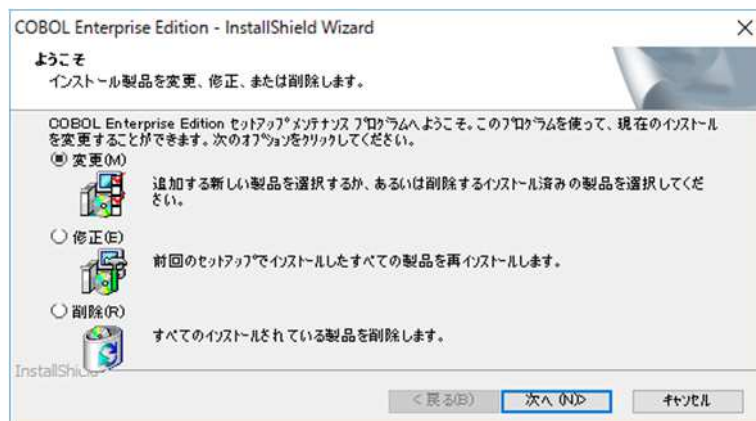 COBOL Enterprise Edition - InstallShield Wizard
ようこそ
インストール製品を変更、修正、または削除します。
COBOL Enterprise Edition セットアップ メンテナンス プログラムへようこそ。このプログラムを使って、現在のインストール
を変更することができます。次のオプションをクリックしてください。
変更(M)
追加する新しい製品を選択するか、あるいは削除するインストール済みの製品を選択してくだ
さい。
修正(E)
前回のセットアップでインストールしたすべての製品を再インストールします。
削除(R)
すべてのインストールされている製品を削除します。
InstallShield
< 戻る(B) 次へ (N)> キャンセル